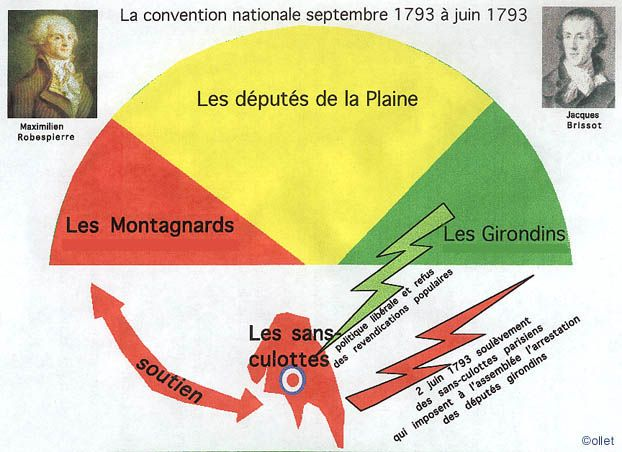 La convention nationale septembre 1793 à juin 1793
Maximilien
Robespierre
Jacques
Brissot
Les députés de la Plaine
Les Montagnards
Les Girondins
politique libérale et refus
des revendications populaires
Les sans-
culottes
soutien
2 juin 1793 soulèvement
des sans-culottes parisiens
qui imposent à l'assemblée l'arrestation
des députés girondins
©ollet